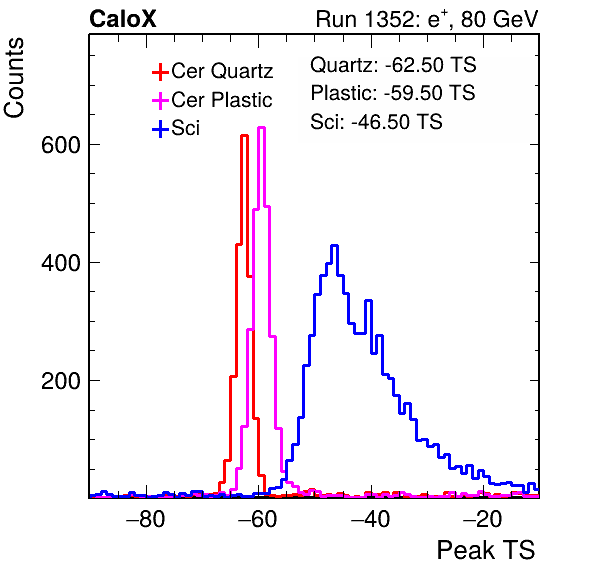 CaloX
Run 1352: e⁺, 80 GeV
Counts
Cer Quartz
Cer Plastic
Sci
Quartz: -62.50 TS
Plastic: -59.50 TS
Sci: -46.50 TS
600
400
200
−80
−60
−40
−20
Peak TS